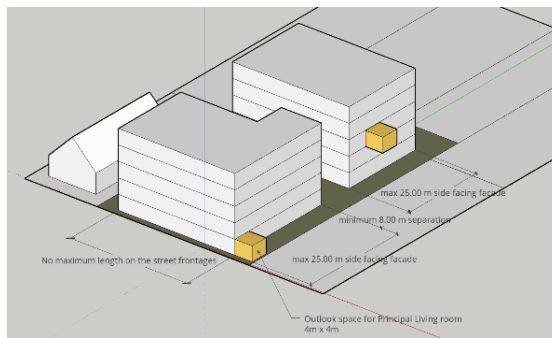 max 25.00 m side facing facade
minimum 8.00 m separation
No maximum length on the street frontages
max 25.00 m side facing facade
Outlook space for Principal Living room
4m x 4m